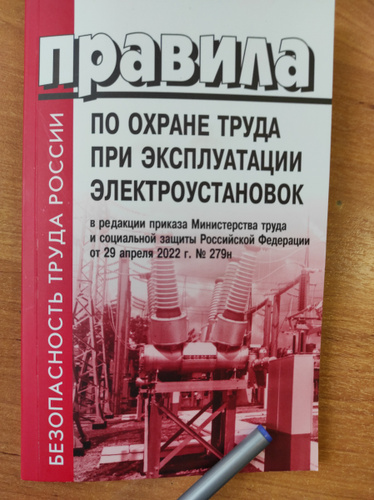 правила
ПО ОХРАНЕ ТРУДА
ПРИ ЭКСПЛУАТАЦИИ
ЭЛЕКТРОУСТАНОВОК
в редакции приказа Министерства труда
и социальной защиты Российской Федерации
от 29 апреля 2022 г. № 279н
БЕЗОПАСНОСТЬ ТРУДА РОССИИ